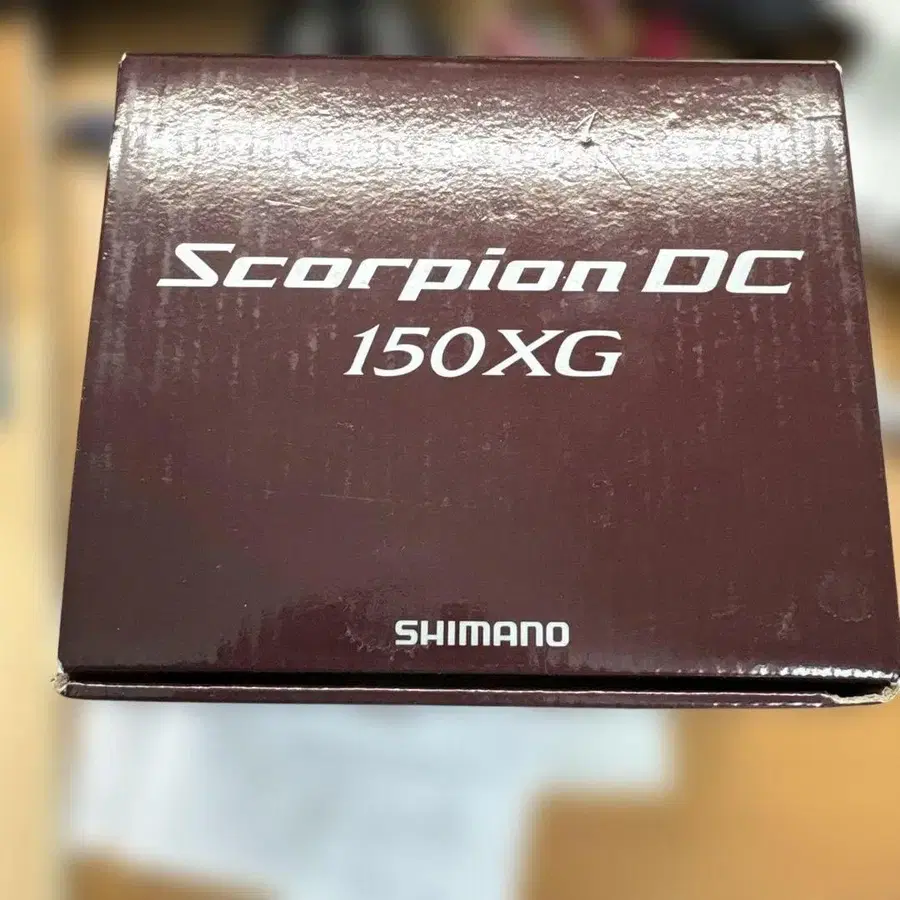 Scorpion DC
150XG
SHIMANO